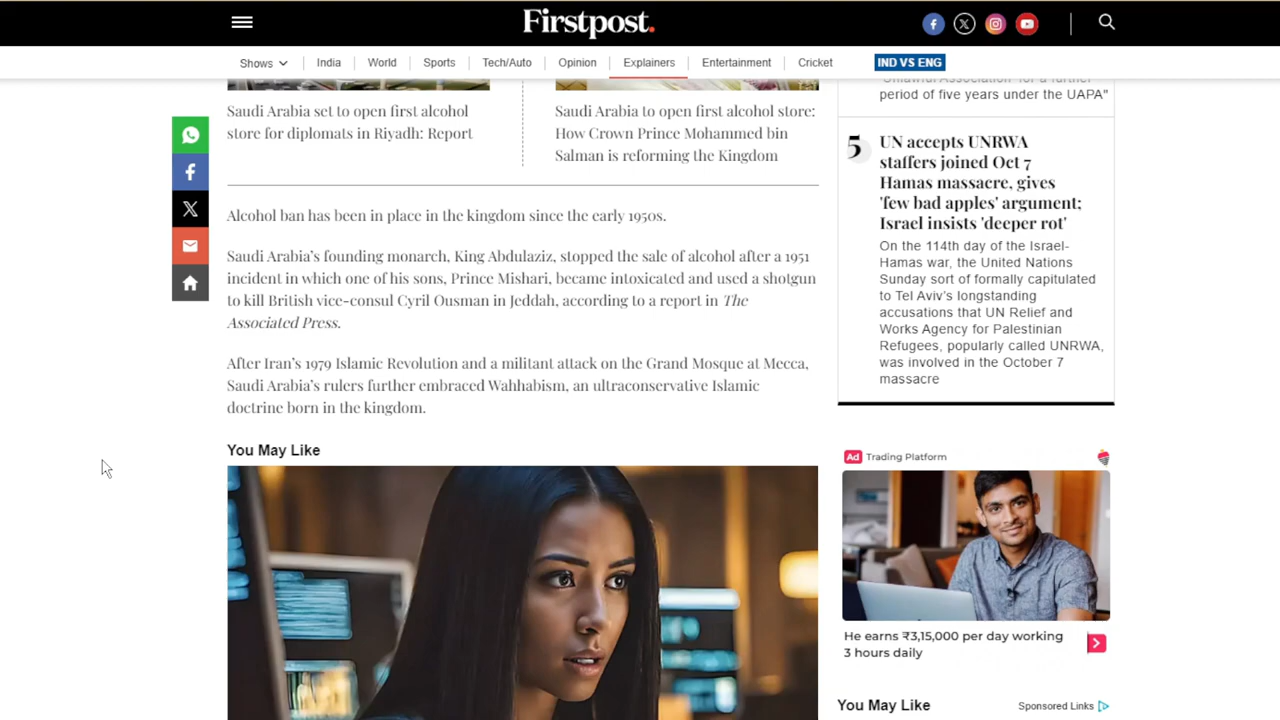 Firstpost.
Shows
India
World
Sports
Tech/Auto
Opinion
Explainers
Entertainment
Cricket
IND VS ENG
Saudi Arabia set to open first alcohol
store for diplomats in Riyadh: Report
Saudi Arabia to open first alcohol store:
How Crown Prince Mohammed bin
Salman is reforming the Kingdom
Alcohol ban has been in place in the kingdom since the early 1950s.
Saudi Arabia’s founding monarch, King Abdulaziz, stopped the sale of alcohol after a 1951
incident in which one of his sons, Prince Mishari, became intoxicated and used a shotgun
to kill British vice-consul Cyril Ousman in Jeddah, according to a report in The
Associated Press.
After Iran’s 1979 Islamic Revolution and a militant attack on the Grand Mosque at Mecca,
Saudi Arabia’s rulers further embraced Wahhabism, an ultraconservative Islamic
doctrine born in the kingdom.
You May Like
'Unlawful Association' for a further
period of five years under the UAPA"
5
UN accepts UNRWA
staffers joined Oct 7
Hamas massacre, gives
'few bad apples' argument;
Israel insists 'deeper rot'
On the 114th day of the Israel-
Hamas war, the United Nations
Sunday sort of formally capitulated
to Tel Aviv’s longstanding
accusations that UN Relief and
Works Agency for Palestinian
Refugees, popularly called UNRWA,
was involved in the October 7
massacre
Ad Trading Platform
He earns ₹3,15,000 per day working
3 hours daily
You May Like
Sponsored Links